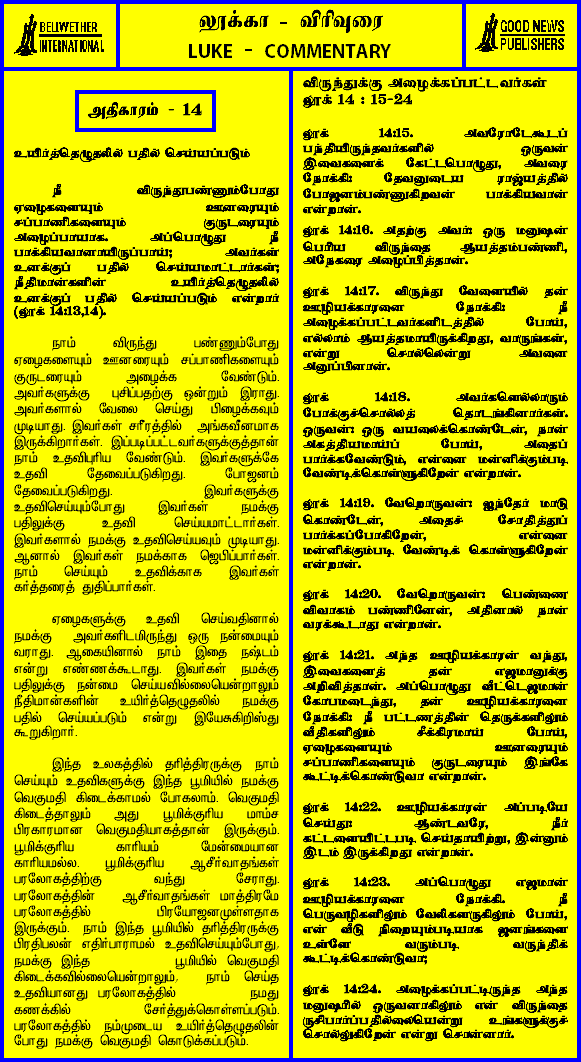 BELLWETHER
INTERNATIONAL
லூக்கா - விரிவுரை
LUKE - COMMENTARY
GOOD NEWS
PUBLISHERS
அதிகாரம் - 14
உயிர்த்தெழுதலில் பதில் செய்யப்படும்
நீ விருந்துபண்ணும்போது
ஏழைகளையும் ஊனரையும்
சப்பாணிகளையும் குருடரையும்
அழைப்பாயாக. அப்பொழுது நீ
பாக்கியவானாயிருப்பாய்; அவர்கள்
உனக்குப் பதில் செய்யமாட்டார்கள்;
நீதிமான்களின் உயிர்த்தெழுதலில்
உனக்குப் பதில் செய்யப்படும் என்றார்
(லூக் 14:13,14).
நாம் விருந்து பண்ணும்போது
ஏழைகளையும் ஊனரையும் சப்பாணிகளையும்
குருடரையும் அழைக்க வேண்டும்.
அவர்களுக்கு புசிப்பதற்கு ஒன்றும் இராது.
அவர்களால் வேலை செய்து பிழைக்கவும்
முடியாது. இவர்கள் சரீரத்தில் அங்கவீனமாக
இருக்கிறார்கள். இப்படிப்பட்டவர்களுக்குத்தான்
நாம் உதவிபுரிய வேண்டும். இவர்களுக்கே
உதவி தேவைப்படுகிறது. போஜனம்
தேவைப்படுகிறது. இவர்களுக்கு
உதவிசெய்யும்போது இவர்கள் நமக்கு
பதிலுக்கு உதவி செய்யமாட்டார்கள்.
இவர்களால் நமக்கு உதவிசெய்யவும் முடியாது.
ஆனால் இவர்கள் நமக்காக ஜெபிப்பார்கள்.
நாம் செய்யும் உதவிக்காக இவர்கள்
கர்த்தரைத் துதிப்பார்கள்.
ஏழைகளுக்கு உதவி செய்வதினால்
நமக்கு அவர்களிடமிருந்து ஒரு நன்மையும்
வராது. ஆகையினால் நாம் இதை நஷ்டம்
என்று எண்ணக்கூடாது. இவர்கள் நமக்கு
பதிலுக்கு நன்மை செய்யவில்லையென்றாலும்
நீதிமான்களின் உயிர்த்தெழுதலில் நமக்கு
பதில் செய்யப்படும் என்று இயேசுகிறிஸ்து
கூறுகிறார்.
இந்த உலகத்தில் தரித்திரருக்கு நாம்
செய்யும் உதவிகளுக்கு இந்த பூமியில் நமக்கு
வெகுமதி கிடைக்காமல் போகலாம். வெகுமதி
கிடைத்தாலும் அது பூமிக்குரிய மாம்ச
பிரகாரமான வெகுமதியாகத்தான் இருக்கும்.
பூமிக்குரிய காரியம் மேன்மையான
காரியமல்ல. பூமிக்குரிய ஆசீர்வாதங்கள்
பரலோகத்திற்கு வந்து சேராது.
பரலோகத்தின் ஆசீர்வாதங்கள் மாத்திரமே
பரலோகத்தில் பிரயோஜனமுள்ளதாக
இருக்கும். நாம் இந்த பூமியில் தரித்திரருக்கு
பிரதிபலன் எதிர்பாராமல் உதவிசெய்யும்போது,
நமக்கு இந்த பூமியில் வெகுமதி
கிடைக்கவில்லையென்றாலும், நாம் செய்த
உதவியானது பரலோகத்தில் நமது
கணக்கில் சேர்த்துக்கொள்ளப்படும்.
பரலோகத்தில் நம்முடைய உயிர்த்தெழுதலின்
போது நமக்கு வெகுமதி கொடுக்கப்படும்.
விருந்துக்கு அழைக்கப்பட்டவர்கள்
லூக் 14 : 15-24
லூக் 14:15. அவரோடேகூடப்
பந்தியிருந்தவர்களில் ஒருவன்
இவைகளைக் கேட்டபொழுது, அவரை
நோக்கி: தேவனுடைய ராஜ்யத்தில்
போஜனம்பண்ணுகிறவன் பாக்கியவான்
என்றான்.
லூக் 14:16. அதற்கு அவர்: ஒரு மனுஷன்
பெரிய விருந்தை ஆயத்தம்பண்ணி,
அநேகரை அழைப்பித்தான்.
லூக் 14:17. விருந்து வேளையில் தன்
ஊழியக்காரனை நோக்கி: நீ
அழைக்கப்பட்டவர்களிடத்தில் போய்,
எல்லாம் ஆயத்தமாயிருக்கிறது, வாருங்கள்,
என்று சொல்லென்று அவனை
அனுப்பினான்.
லூக் 14:18. அவர்களெல்லாரும்
போக்குச்சொல்லத் தொடங்கினார்கள்.
ஒருவன்: ஒரு வயலைக்கொண்டேன், நான்
அகத்தியமாய்ப் போய், அதைப்
பார்க்கவேண்டும், என்னை மன்னிக்கும்படி
வேண்டிக்கொள்ளுகிறேன் என்றான்.
லூக் 14:19. வேறொருவன்: ஐந்தேர் மாடு
கொண்டேன், அதைச் சோதித்துப்
பார்க்கப்போகிறேன், என்னை
மன்னிக்கும்படி வேண்டிக் கொள்ளுகிறேன்
என்றான்.
லூக் 14:20. வேறொருவன்: பெண்ணை
விவாகம் பண்ணினேன், அதினால் நான்
வரக்கூடாது என்றான்.
லூக் 14:21. அந்த ஊழியக்காரன் வந்து,
இவைகளைத் தன் எஜமானுக்கு
அறிவித்தான். அப்பொழுது வீட்டெஜமான்
கோபமடைந்து, தன் ஊழியக்காரனை
நோக்கி: நீ பட்டணத்தின் தெருக்களிலும்
வீதிகளிலும் சீக்கிரமாய் போய்,
ஏழைகளையும் ஊனரையும்
சப்பாணிகளையும் குருடரையும் இங்கே
கூட்டிக்கொண்டுவா என்றான்.
லூக் 14:22. ஊழியக்காரன் அப்படியே
செய்து: ஆண்டவரே, நீர்
கட்டளையிட்டபடி செய்தாயிற்று, இன்னும்
இடம் இருக்கிறது என்றான்.
லூக் 14:23. அப்பொழுது எஜமான்
ஊழியக்காரனை நோக்கி. நீ
பெருவழிகளிலும் வேலிகளருகிலும் போய்,
என் வீடு நிறையும்படியாக ஜனங்களை
உள்ளே வரும்படி வருந்திக்
கூட்டிக்கொண்டுவா;
லூக் 14:24. அழைக்கப்பட்டிருந்த அந்த
மனுஷரில் ஒருவனாகிலும் என் விருந்தை
ருசிபார்ப்பதில்லையென்று உங்களுக்குச்
சொல்லுகிறேன் என்று சொன்னார்.